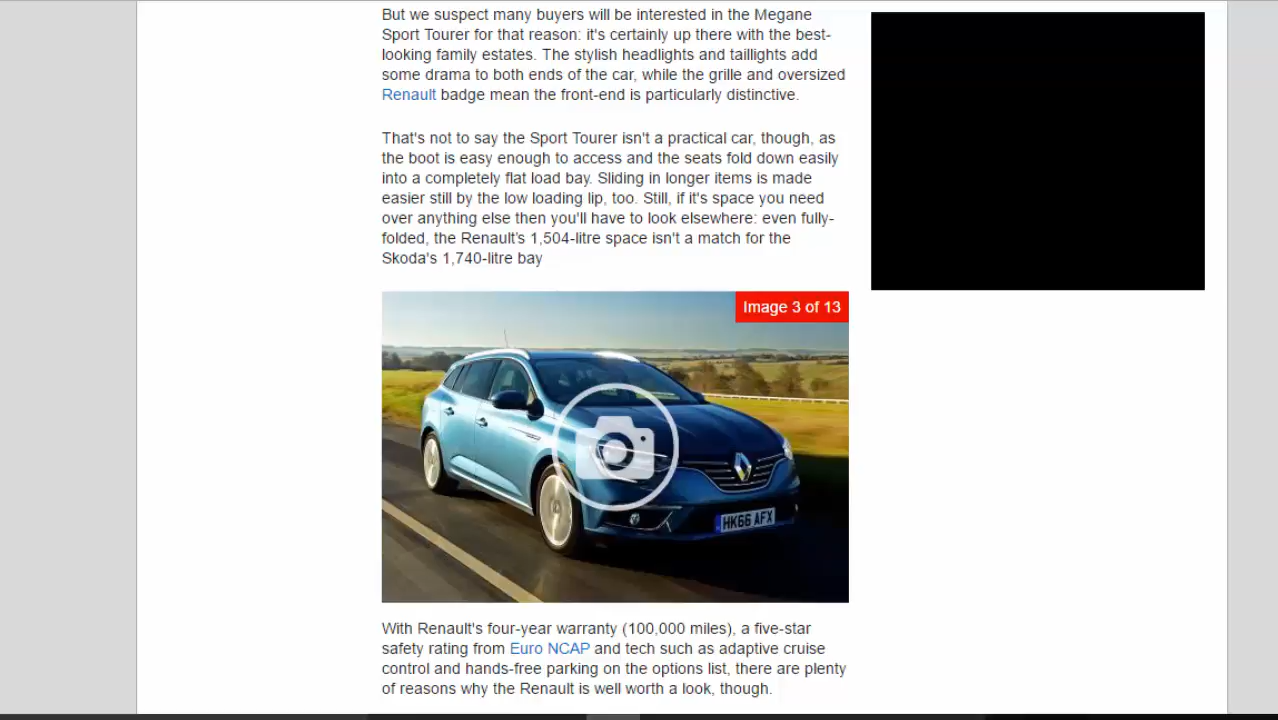 But we suspect many buyers will be interested in the Megane
Sport Tourer for that reason: it's certainly up there with the best-
looking family estates. The stylish headlights and taillights add
some drama to both ends of the car, while the grille and oversized
Renault badge mean the front-end is particularly distinctive.
That's not to say the Sport Tourer isn't a practical car, though, as
the boot is easy enough to access and the seats fold down easily
into a completely flat load bay. Sliding in longer items is made
easier still by the low loading lip, too. Still, if it's space you need
over anything else then you'll have to look elsewhere: even fully-
folded, the Renault's 1,504-litre space isn't a match for the
Skoda's 1,740-litre bay
Image 3 of 13
HK66 AFX
With Renault's four-year warranty (100,000 miles), a five-star
safety rating from Euro NCAP and tech such as adaptive cruise
control and hands-free parking on the options list, there are plenty
of reasons why the Renault is well worth a look, though.